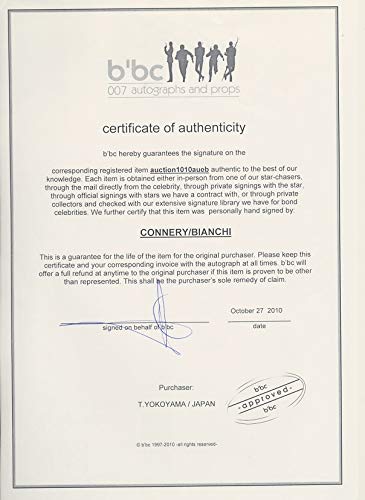 b'bc
007 autographs and props
certificate of authenticity
b'bc hereby guarantees the signature on the
corresponding registered item auction1010aueb authentic to the best of our
knowledge. Each item is obtained either in-person from one of our star-chasers,
through the mail directly from the celebrity, through private signings with the star,
through official signings with stars we have a contract with, or through private
collectors and checked with our extensive signature library we have for bond
celebrities. We further certify that this item was personally hand signed by:
CONNERY/BIANCHI
This is a guarantee for the life of the item for the original purchaser. Please keep this
certificate and your corresponding invoice with the autograph at all times. b'bc will
offer a full refund at anytime to the original purchaser if this item is proven to be other
than represented. This shall be the purchaser's sole remedy of claim.
October 27 2010
signed on behalf of b'bc
date
Purchaser:
T.YOKOYAMA / JAPAN
b'bc
-approved-
b'bc
© b'bc 1997-2010 -all rights reserved-